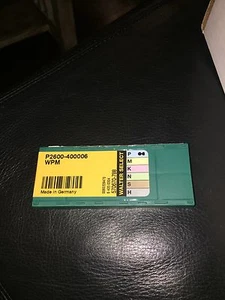 P2600-400006
WPM
Made in Germany
WALTER SELECT
P
M
K
N
S
H